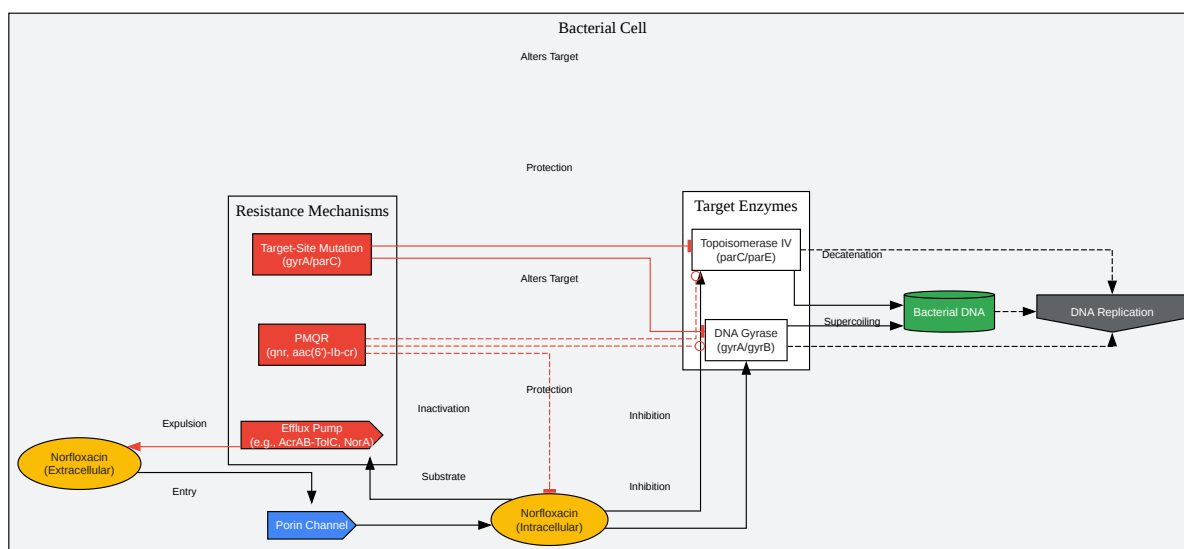 Bacterial Cell
Alters Target
Protection
Resistance Mechanisms
Target Enzymes
Target-Site Mutation
(gyrA/parC)
Topoisomerase IV
(parC/parE)
Decatenation
Alters Target
Bacterial DNA
DNA Replication
Supercoiling
PMQR
(qnr, aac(6')-Ib-cr)
DNA Gyrase
(gyrA/gyrB)
Protection
Inactivation
Inhibition
Expulsion
Efflux Pump
(e.g., AcrAB-TolC, NorA)
Norfloxacin
(Extracellular)
Substrate
Entry
Inhibition
Porin Channel
Norfloxacin
(Intracellular)